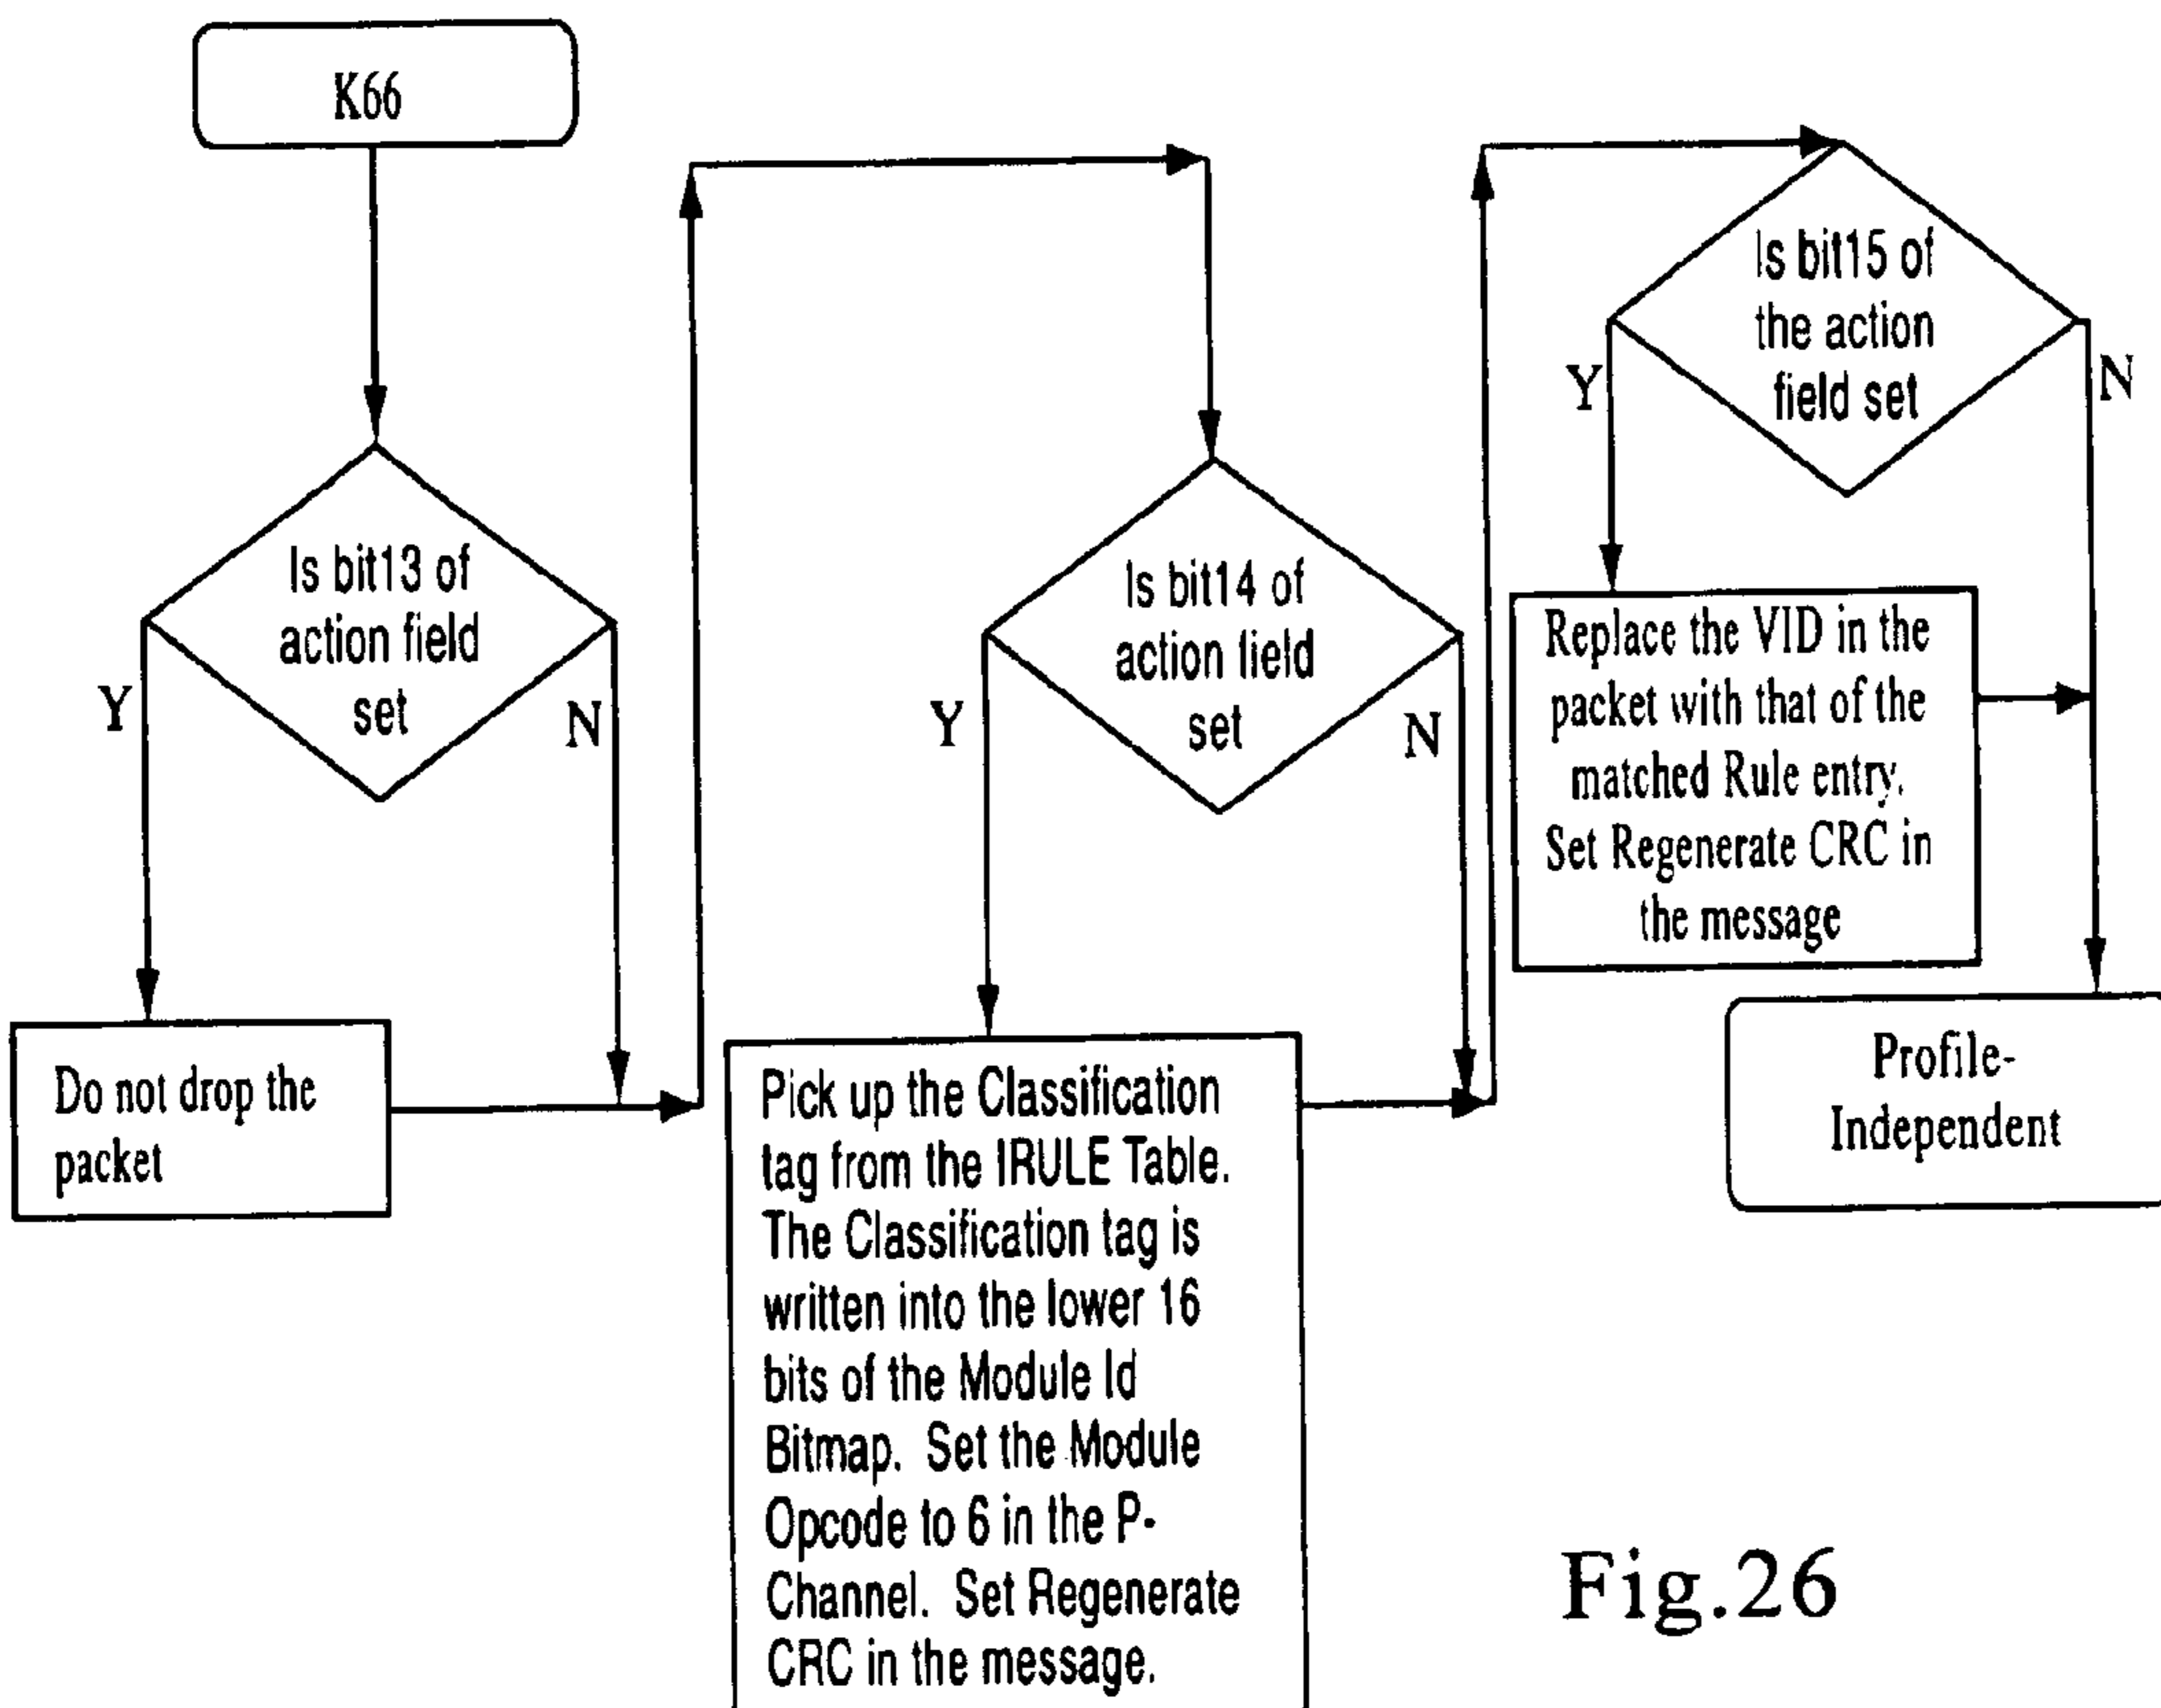 K66
Is bit13 of
action field
set
Y
N
Do not drop the
packet
Is bit14 of
action field
set
Y
N
Pick up the Classification
tag from the IRULE Table.
The Classification tag is
written into the lower 16
bits of the Module Id
Bitmap. Set the Module
Opcode to 6 in the P-
Channel. Set Regenerate
CRC in the message.
Is bit15 of
the action
field set
Y
N
Replace the VID in the
packet with that of the
matched Rule entry.
Set Regenerate CRC in
the message
Profile-
Independent
Fig.26